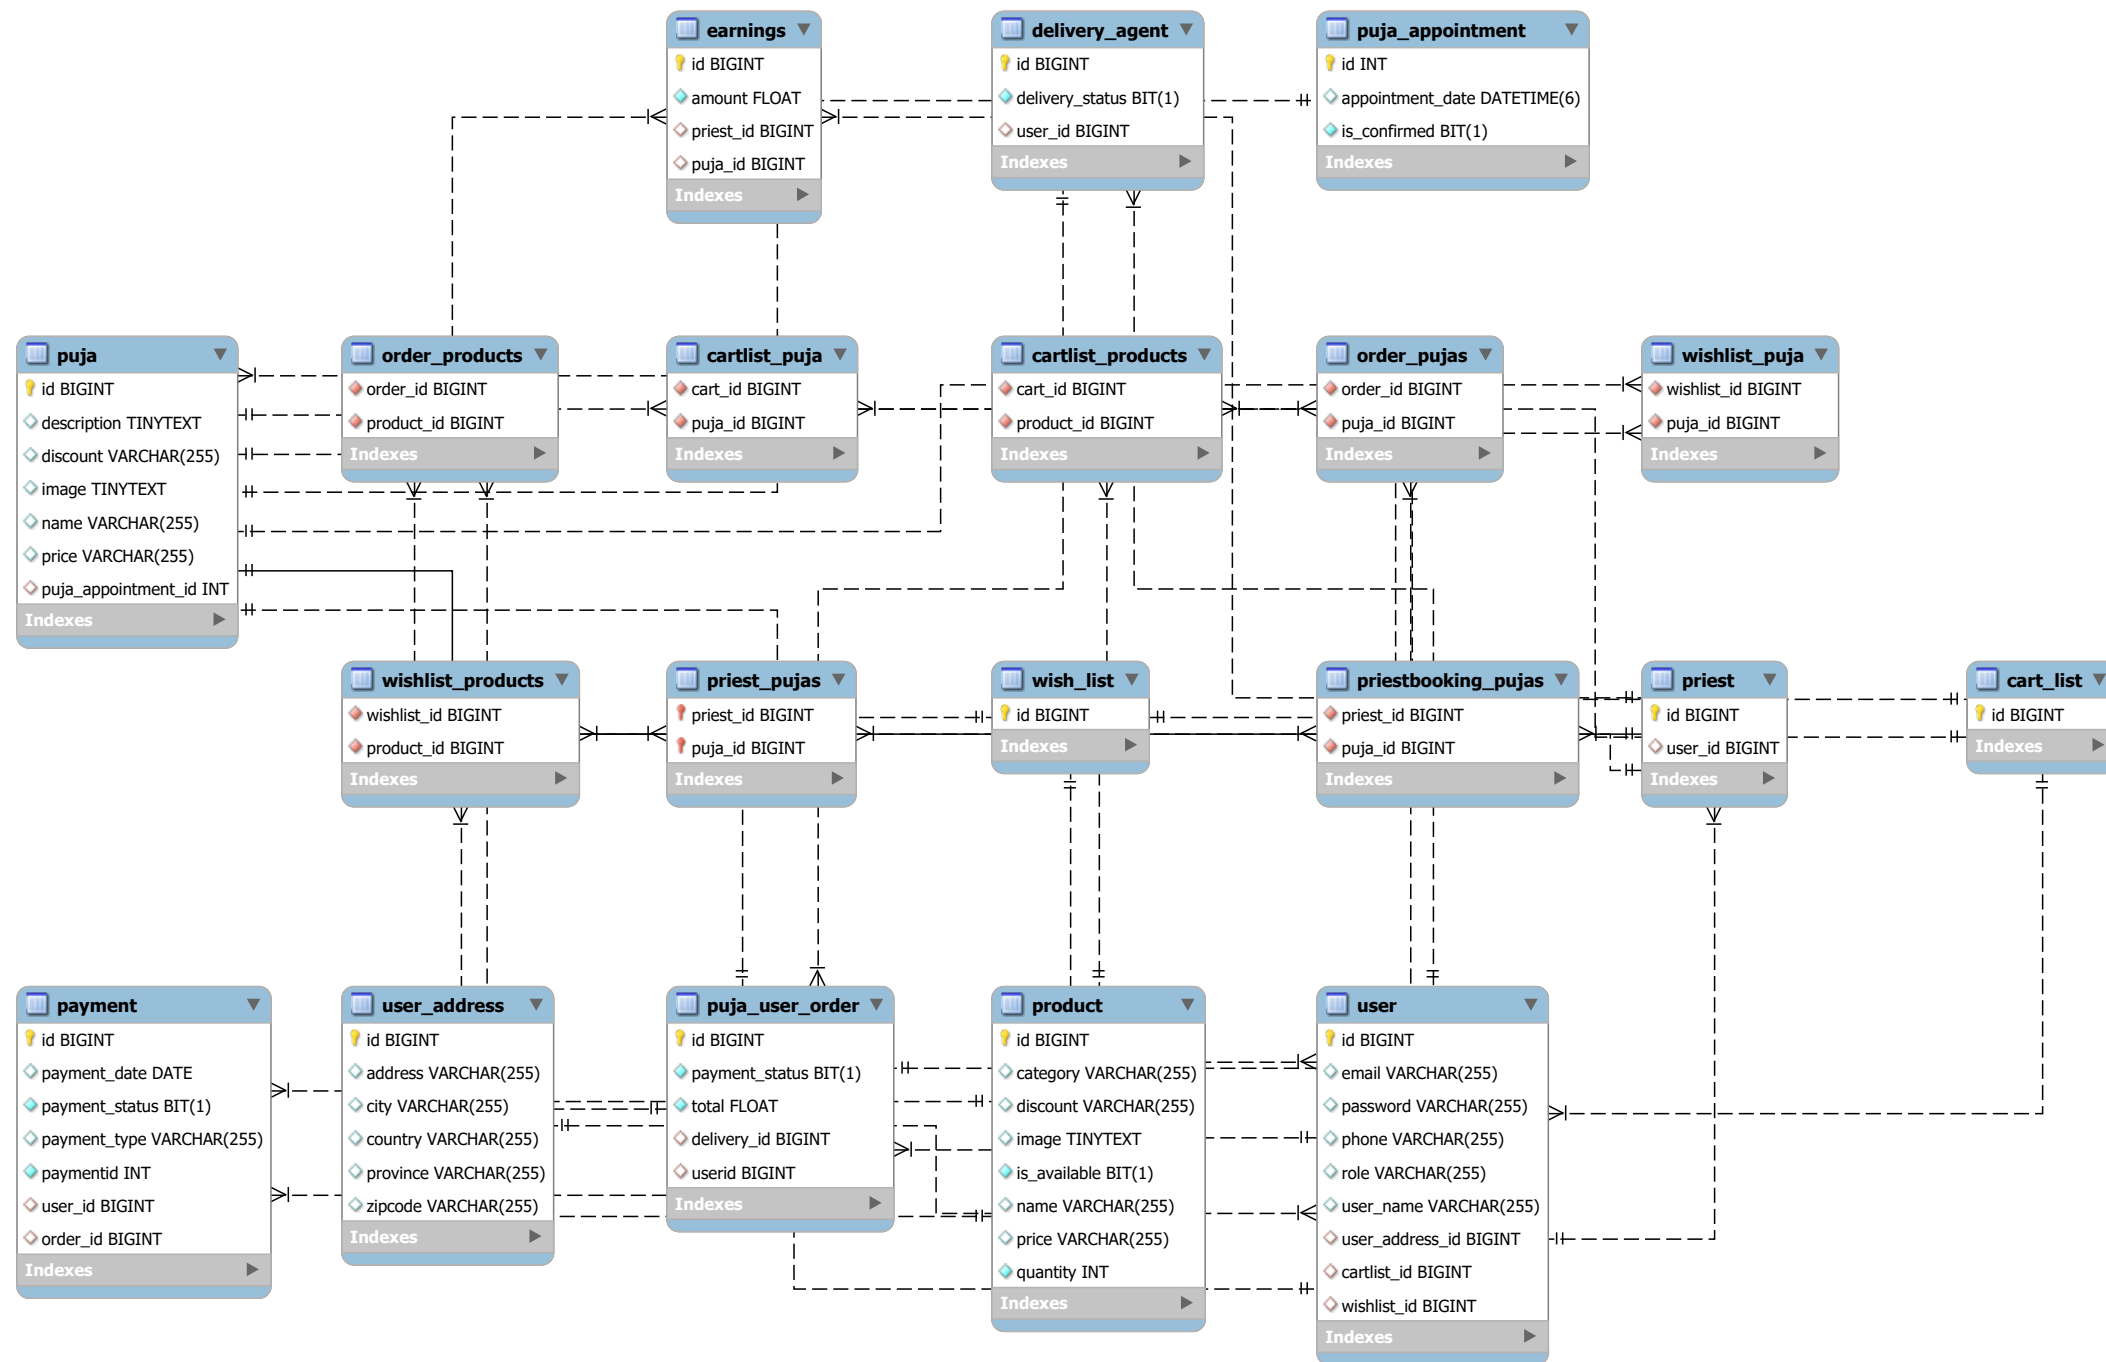 earnings
id BIGINT
amount FLOAT
priest_id BIGINT
puja_id BIGINT
Indexes
delivery_agent
id BIGINT
delivery_status BIT(1)
user_id BIGINT
Indexes
puja_appointment
id INT
appointment_date DATETIME(6)
is_confirmed BIT(1)
Indexes
puja
id BIGINT
description TINYTEXT
discount VARCHAR(255)
image TINYTEXT
name VARCHAR(255)
price VARCHAR(255)
puja_appointment_id INT
Indexes
order_products
order_id BIGINT
product_id BIGINT
Indexes
cartlist_puja
cart_id BIGINT
puja_id BIGINT
Indexes
cartlist_products
cart_id BIGINT
product_id BIGINT
Indexes
order_pujas
order_id BIGINT
puja_id BIGINT
Indexes
wishlist_puja
wishlist_id BIGINT
puja_id BIGINT
Indexes
wishlist_products
wishlist_id BIGINT
product_id BIGINT
Indexes
priest_pujas
priest_id BIGINT
puja_id BIGINT
Indexes
wish_list
id BIGINT
Indexes
priestbooking_pujas
priest_id BIGINT
puja_id BIGINT
Indexes
priest
id BIGINT
user_id BIGINT
Indexes
cart_list
id BIGINT
Indexes
payment
id BIGINT
payment_date DATE
payment_status BIT(1)
payment_type VARCHAR(255)
paymentid INT
user_id BIGINT
order_id BIGINT
Indexes
user_address
id BIGINT
address VARCHAR(255)
city VARCHAR(255)
country VARCHAR(255)
province VARCHAR(255)
zipcode VARCHAR(255)
Indexes
puja_user_order
id BIGINT
payment_status BIT(1)
total FLOAT
delivery_id BIGINT
userid BIGINT
Indexes
product
id BIGINT
category VARCHAR(255)
discount VARCHAR(255)
image TINYTEXT
is_available BIT(1)
name VARCHAR(255)
price VARCHAR(255)
quantity INT
Indexes
user
id BIGINT
email VARCHAR(255)
password VARCHAR(255)
phone VARCHAR(255)
role VARCHAR(255)
user_name VARCHAR(255)
user_address_id BIGINT
cartlist_id BIGINT
wishlist_id BIGINT
Indexes